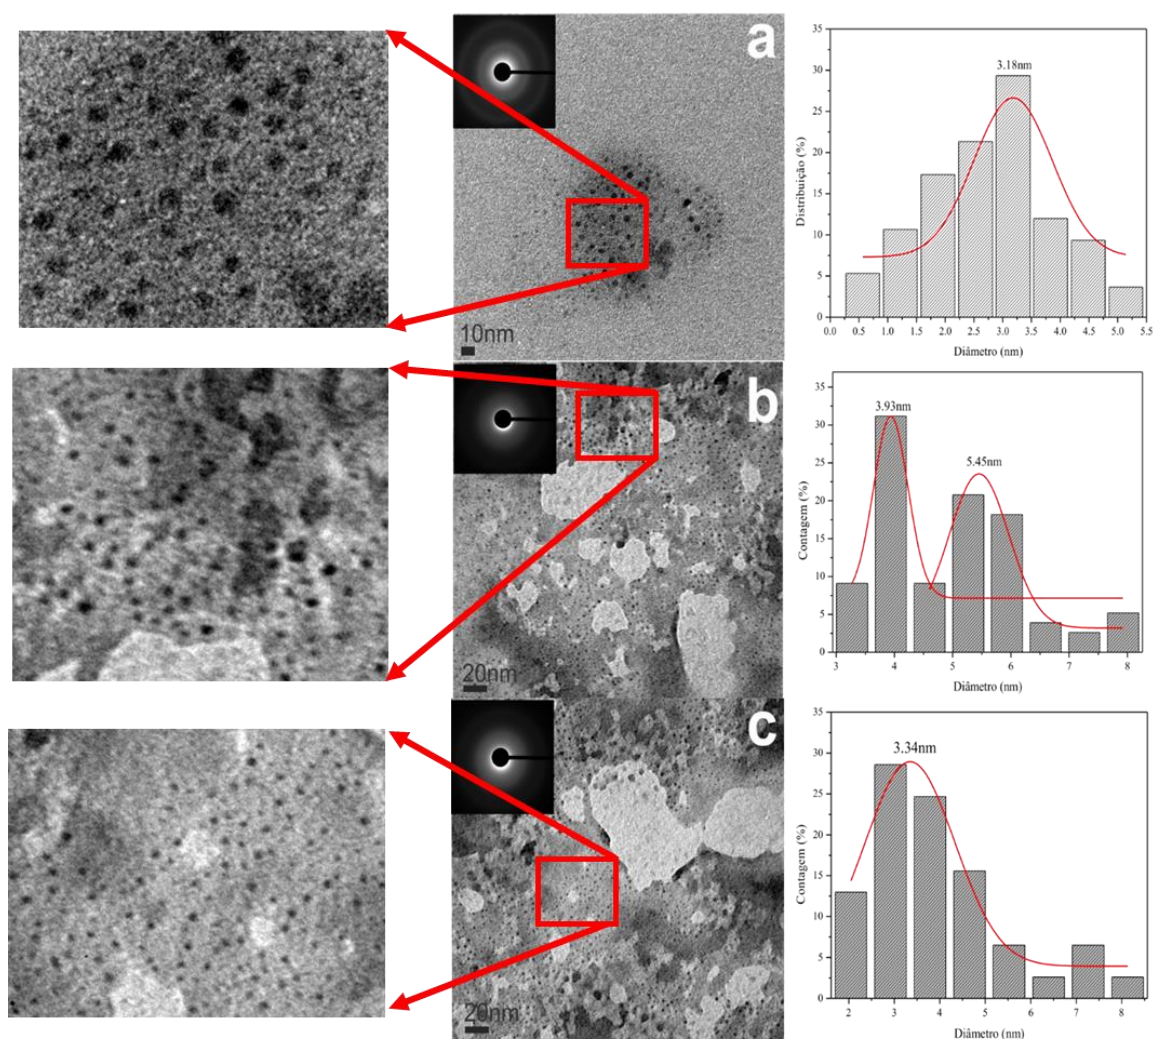 a
10nm
3.18nm
Distribuição (%)
35
30
25
20
15
10
5
0
0.0 0.5 1.0 1.5 2.0 2.5 3.0 3.5 4.0 4.5 5.0 5.5
Diâmetro (nm)
b
20nm
3.93nm
5.45nm
Contagem (%)
35
30
25
20
15
10
5
0
3 4 5 6 7 8
Diâmetro (nm)
c
20nm
3.34nm
Contagem (%)
35
30
25
20
15
10
5
0
2 3 4 5 6 7 8
Diâmetro (nm)